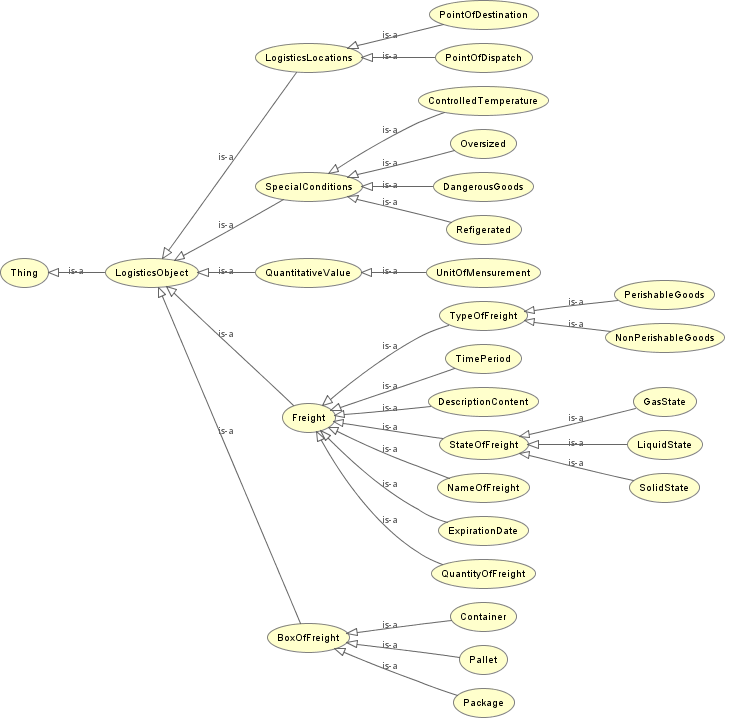 PointOfDestination
is-a
LogisticsLocations
is-a
PointOfDispatch
ControlledTemperature
is-a
Oversized
is-a
is-a
SpecialConditions
is-a
DangerousGoods
is-a
is-a
Refigerated
Thing
is-a
LogisticsObject
is-a
QuantitativeValue
is-a
UnitOfMensurement
PerishableGoods
is-a
TypeOfFreight
is-a
is-a
is-a
NonPerishableGoods
TimePeriod
is-a
DescriptionContent
GasState
is-a
Freight
is-a
is-a
is-a
StateOfFreight
is-a
LiquidState
is-a
is-a
NameOfFreight
SolidState
is-a
ExpirationDate
is-a
QuantityOfFreight
Container
is-a
BoxOfFreight
is-a
Pallet
is-a
Package